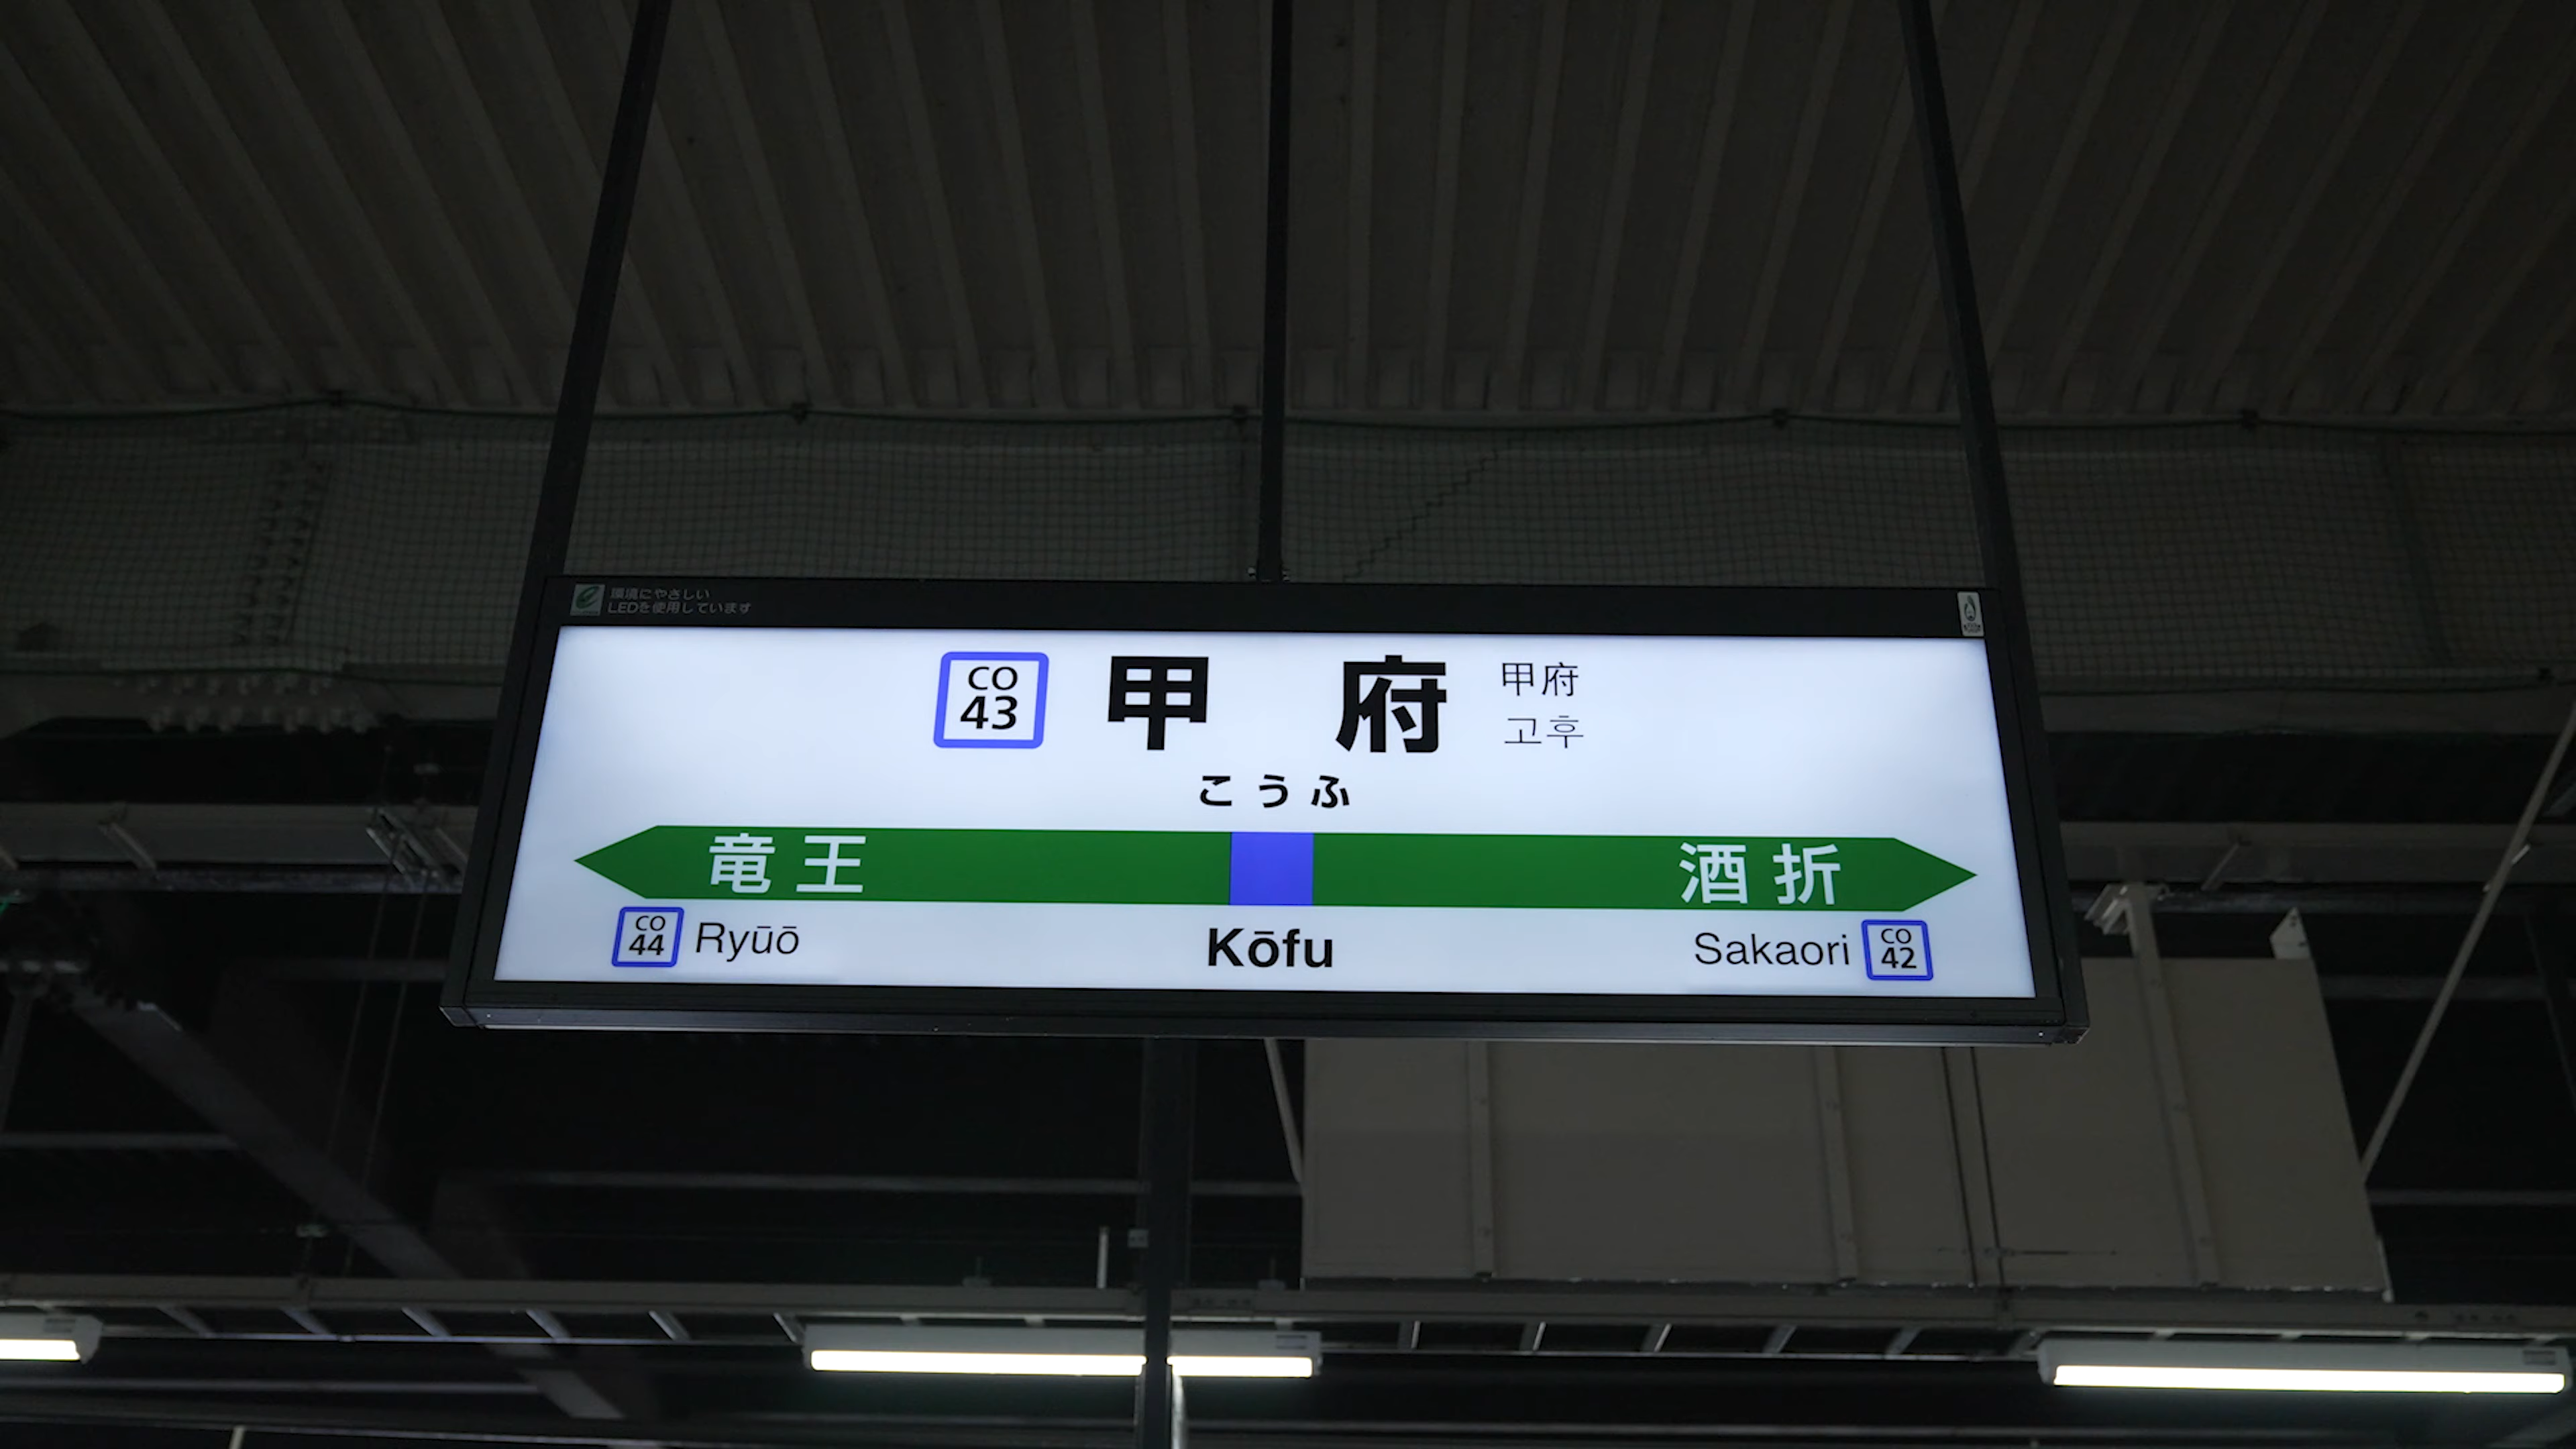 環境にやさしい
LEDを使用しています
CO
43
甲府
甲府
고후
こうふ
竜王
酒折
CO
44
Ryūō
Kōfu
Sakaori
CO
42